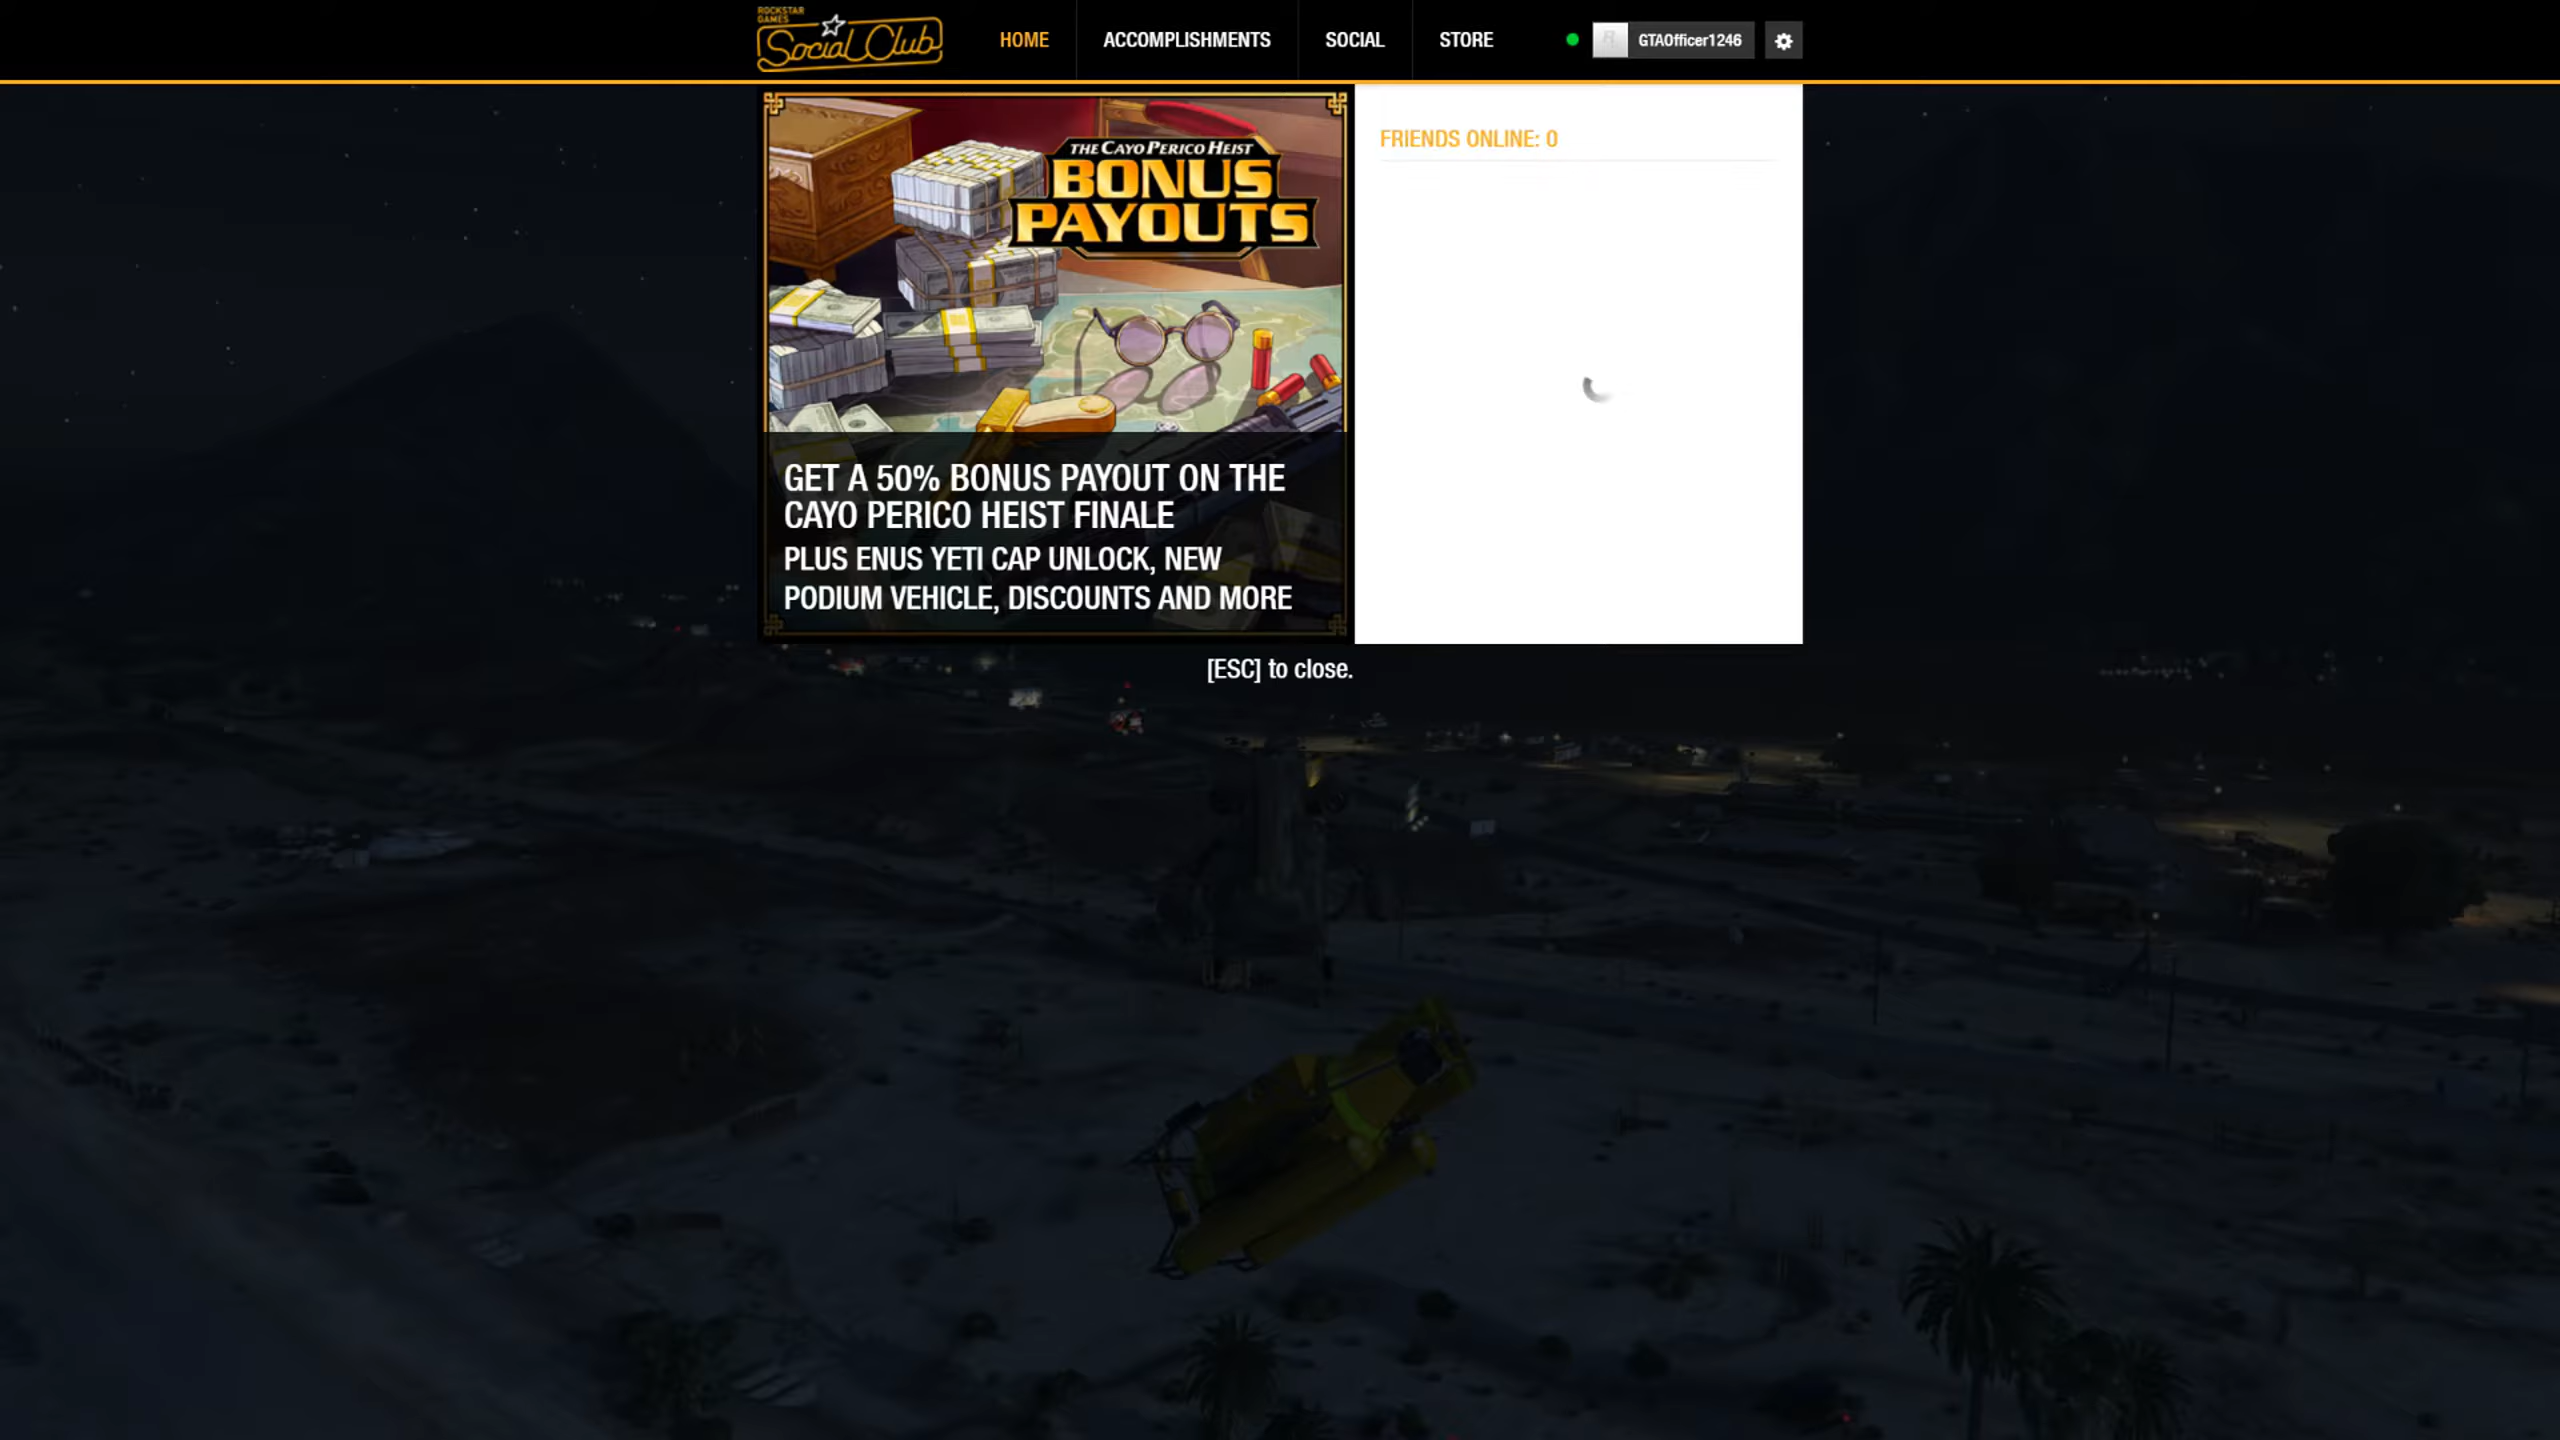 ROCKSTAR
GAMES
Social Club
HOME
ACCOMPLISHMENTS
SOCIAL
STORE
GTAOfficer1246
THE CAYO PERICO HEIST
BONUS
PAYOUTS
GET A 50% BONUS PAYOUT ON THE
CAYO PERICO HEIST FINALE
PLUS ENUS YETI CAP UNLOCK, NEW
PODIUM VEHICLE, DISCOUNTS AND MORE
FRIENDS ONLINE: 0
[ESC] to close.